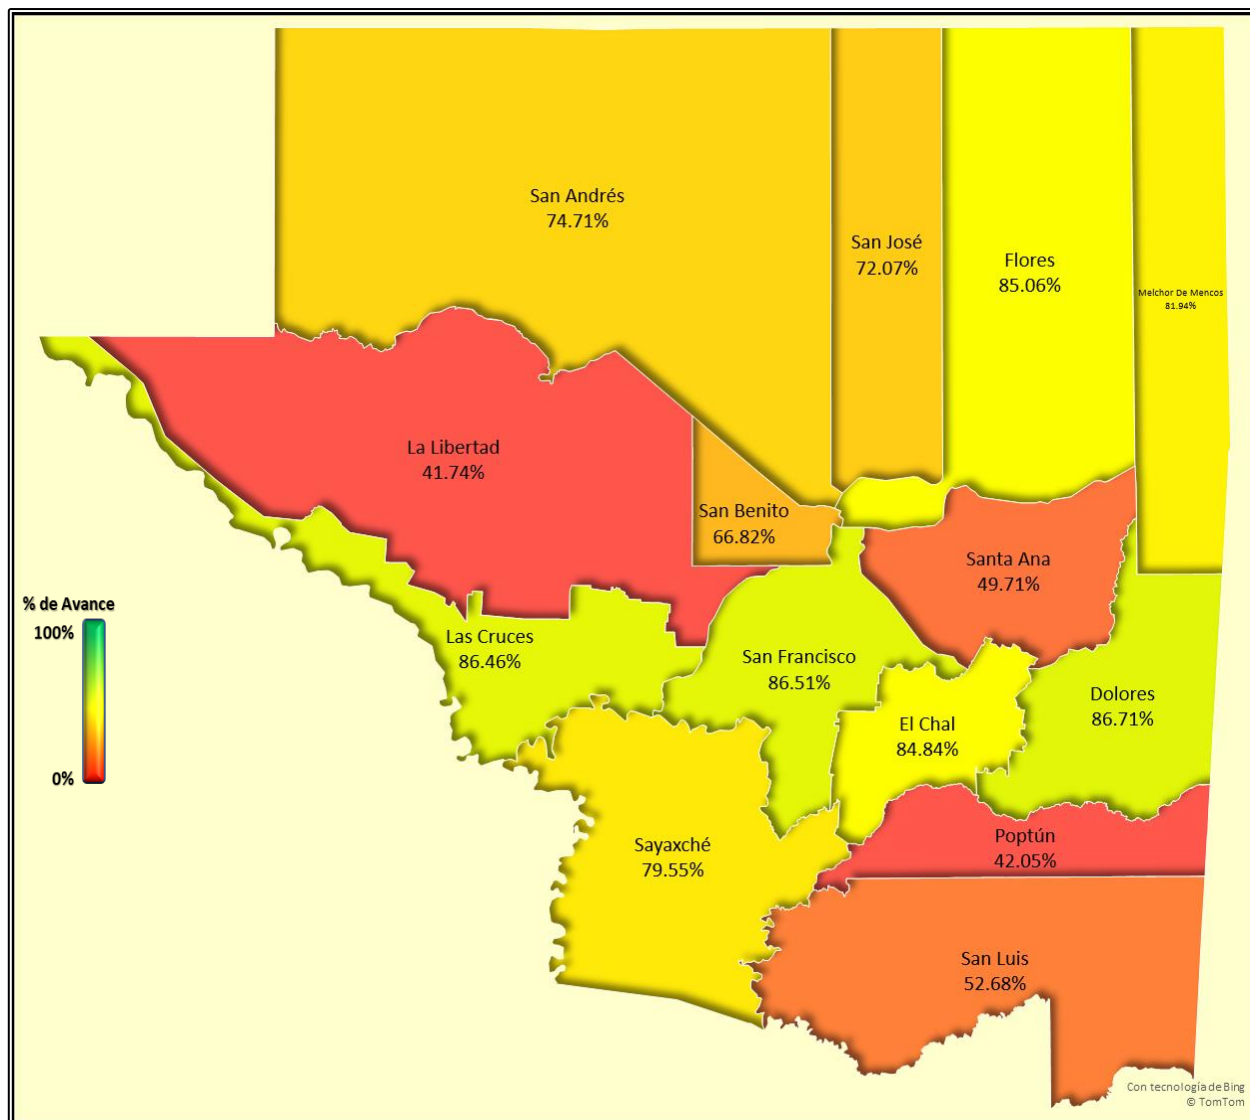 San Andrés
74.71%
San José
72.07%
Flores
85.06%
Melchor De Mencos
81.94%
La Libertad
41.74%
San Benito
66.82%
Santa Ana
49.71%
% de Avance
100%
0%
Las Cruces
86.46%
San Francisco
86.51%
Dolores
86.71%
El Chal
84.84%
Sayaxché
79.55%
Poptún
42.05%
San Luis
52.68%
Con tecnología de Bing
© TomTom